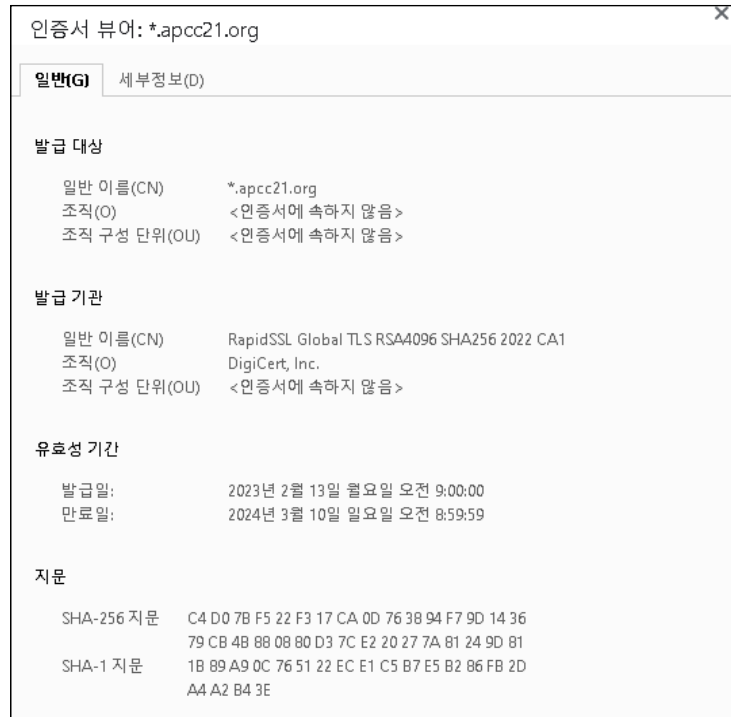 인증서 뷰어: *.apcc21.org
일반(G) 세부정보(D)
발급 대상
일반 이름(CN) *.apcc21.org
조직(O) <인증서에 속하지 않음>
조직 구성 단위(OU) <인증서에 속하지 않음>
발급 기관
일반 이름(CN) RapidSSL Global TLS RSA4096 SHA256 2022 CA1
조직(O) DigiCert, Inc.
조직 구성 단위(OU) <인증서에 속하지 않음>
유효성 기간
발급일: 2023년 2월 13일 월요일 오전 9:00:00
만료일: 2024년 3월 10일 일요일 오전 8:59:59
지문
SHA-256 지문 C4 D0 7B F5 22 F3 17 CA 0D 76 38 94 F7 9D 14 36
79 CB 4B 88 08 80 D3 7C E2 20 27 7A 81 24 9D 81
SHA-1 지문 1B 89 A9 0C 76 51 22 EC E1 C5 B7 E5 B2 86 FB 2D
A4 A2 B4 3E